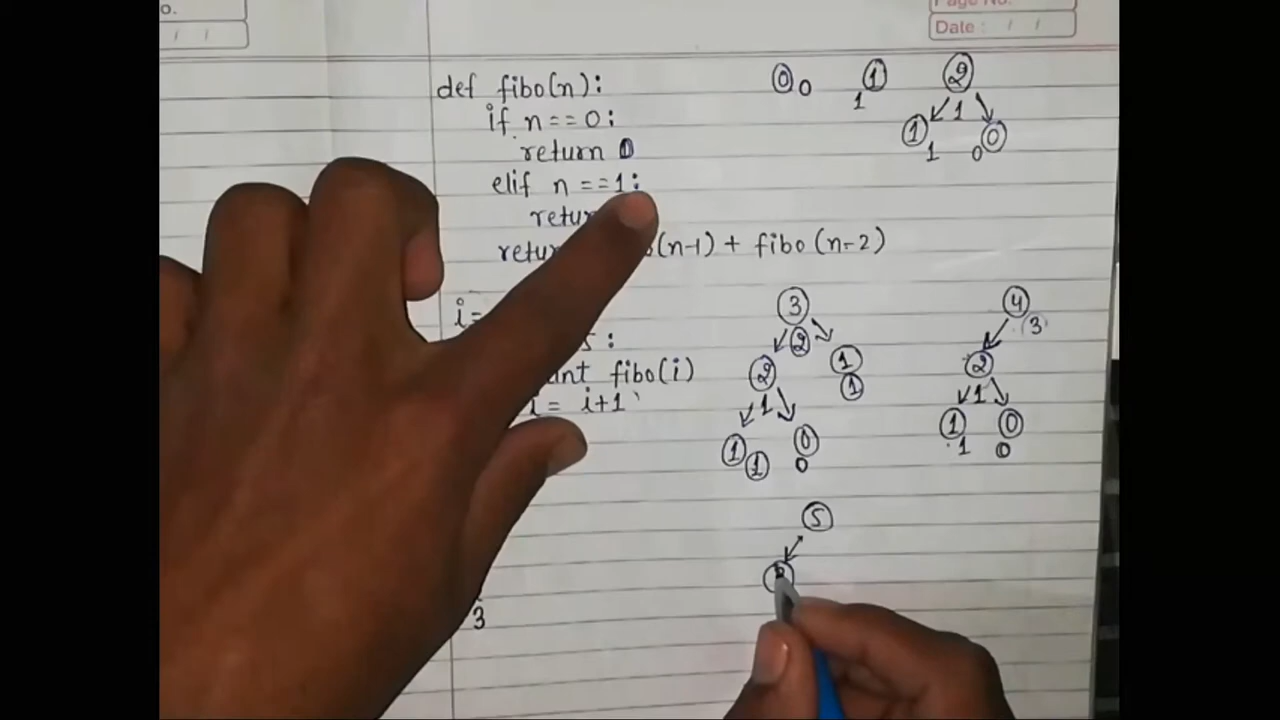 o.
Page No.
Date : / /
def fibo(n):
if n == 0:
return 0
elif n ==1:
(n-1) + fibo (n-2)
fibo(i)
i = i+1
3
0 0
1
1
2
1
1 0
1 0
3
2
2 1
1 1
1 0
1 0
4
3
2
1
1 0
1 0
5